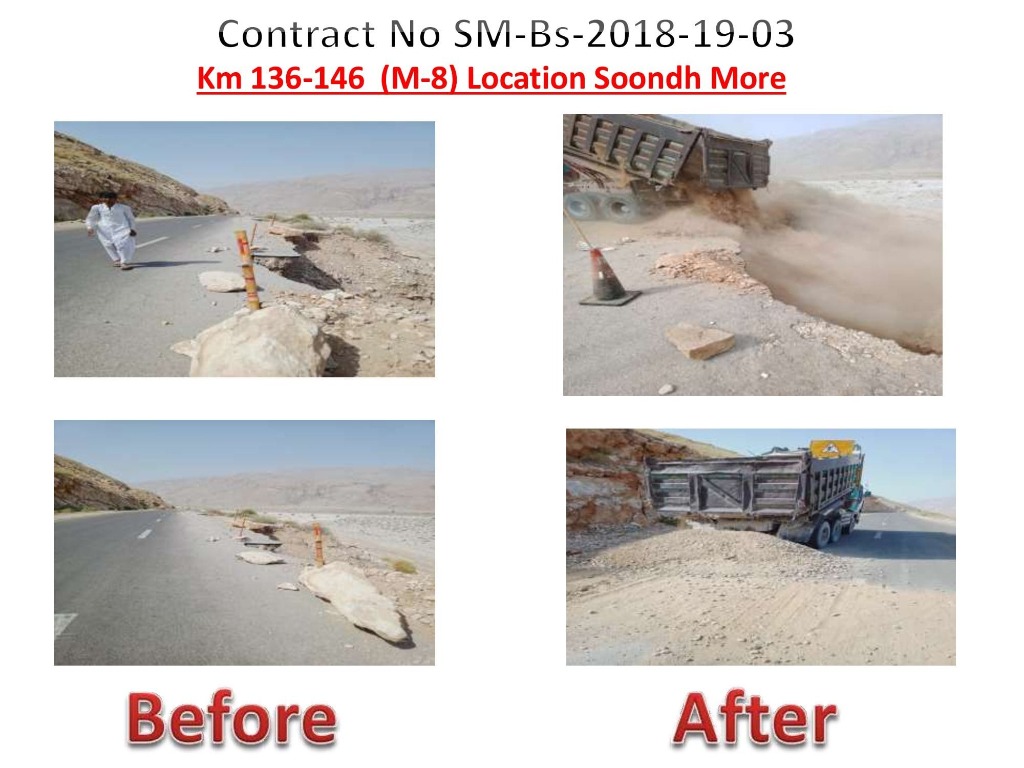 Contract No SM-Bs-2018-19-03
Km 136-146 (M-8) Location Soondh More
Before
After